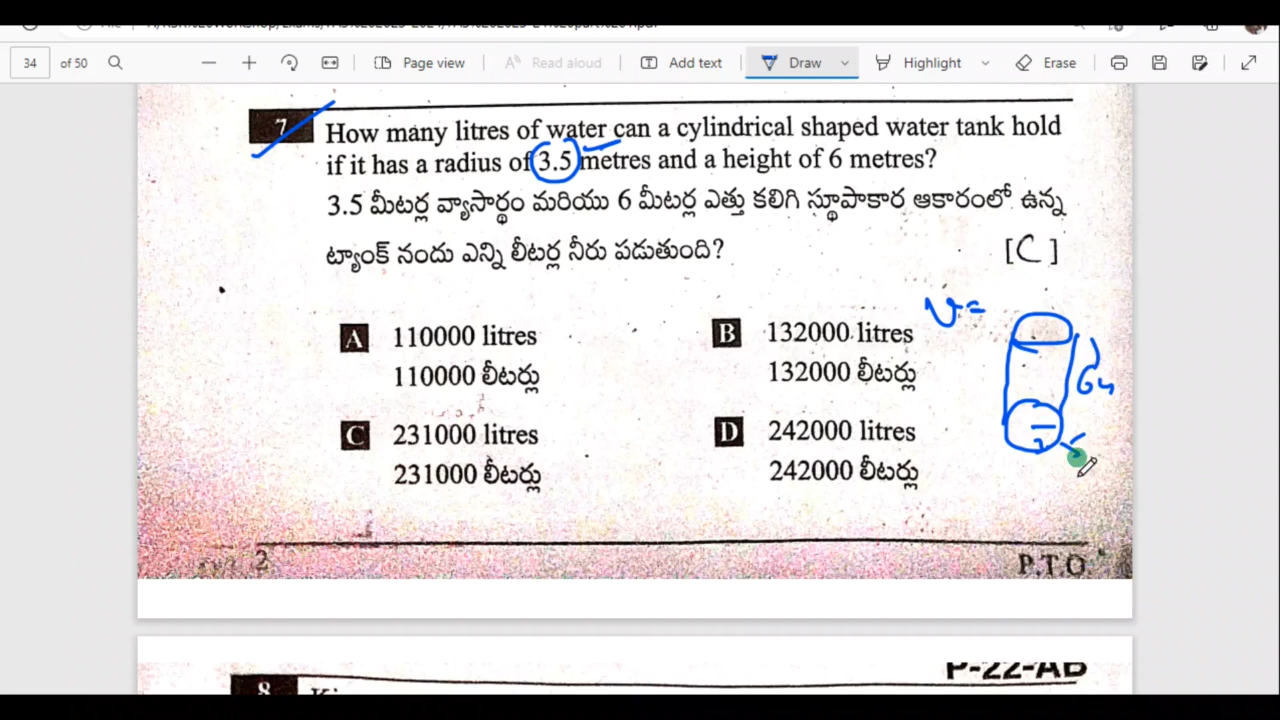 34 of 50 Page view Read aloud Add text Draw Highlight Erase
7
How many litres of water can a cylindrical shaped water tank hold
if it has a radius of 3.5 metres and a height of 6 metres?
3.5 మీటర్ల వ్యాసార్థం మరియు 6 మీటర్ల ఎత్తు కలిగి స్థూపాకార ఆకారంలో ఉన్న
ట్యాంక్ నందు ఎన్ని లీటర్ల నీరు పడుతుంది? [C]
V=
A 110000 litres
110000 లీటర్లు
B 132000 litres
132000 లీటర్లు
6m
C 231000 litres
231000 లీటర్లు
D 242000 litres
242000 లీటర్లు
2 P.T.O.
P-22-AB
8